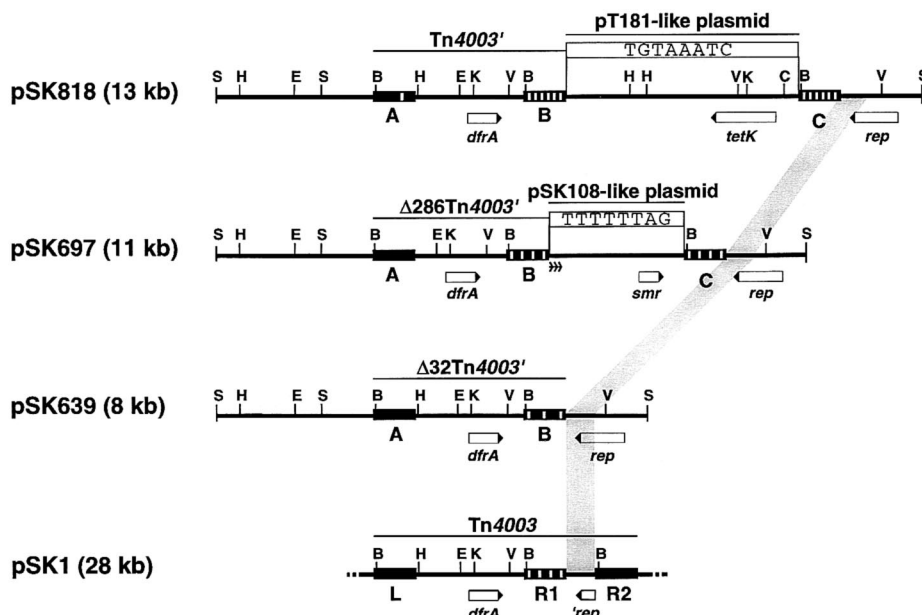 pT181-like plasmid
Tn4003'
TGTAAATC
S H E S B H E K V B H H V K C B V S
pSK818 (13 kb)
A B C
dfrA tetK rep
pSK108-like plasmid
Δ286Tn4003'
TTTTTTAG
S H E S B E K V B B V S
pSK697 (11 kb)
A B C
dfrA smr rep
Δ32Tn4003'
S H E S B H E K V B V S
pSK639 (8 kb)
A B
dfrA rep
Tn4003
B H E K V B B
pSK1 (28 kb)
L R1 R2
dfrA 'rep